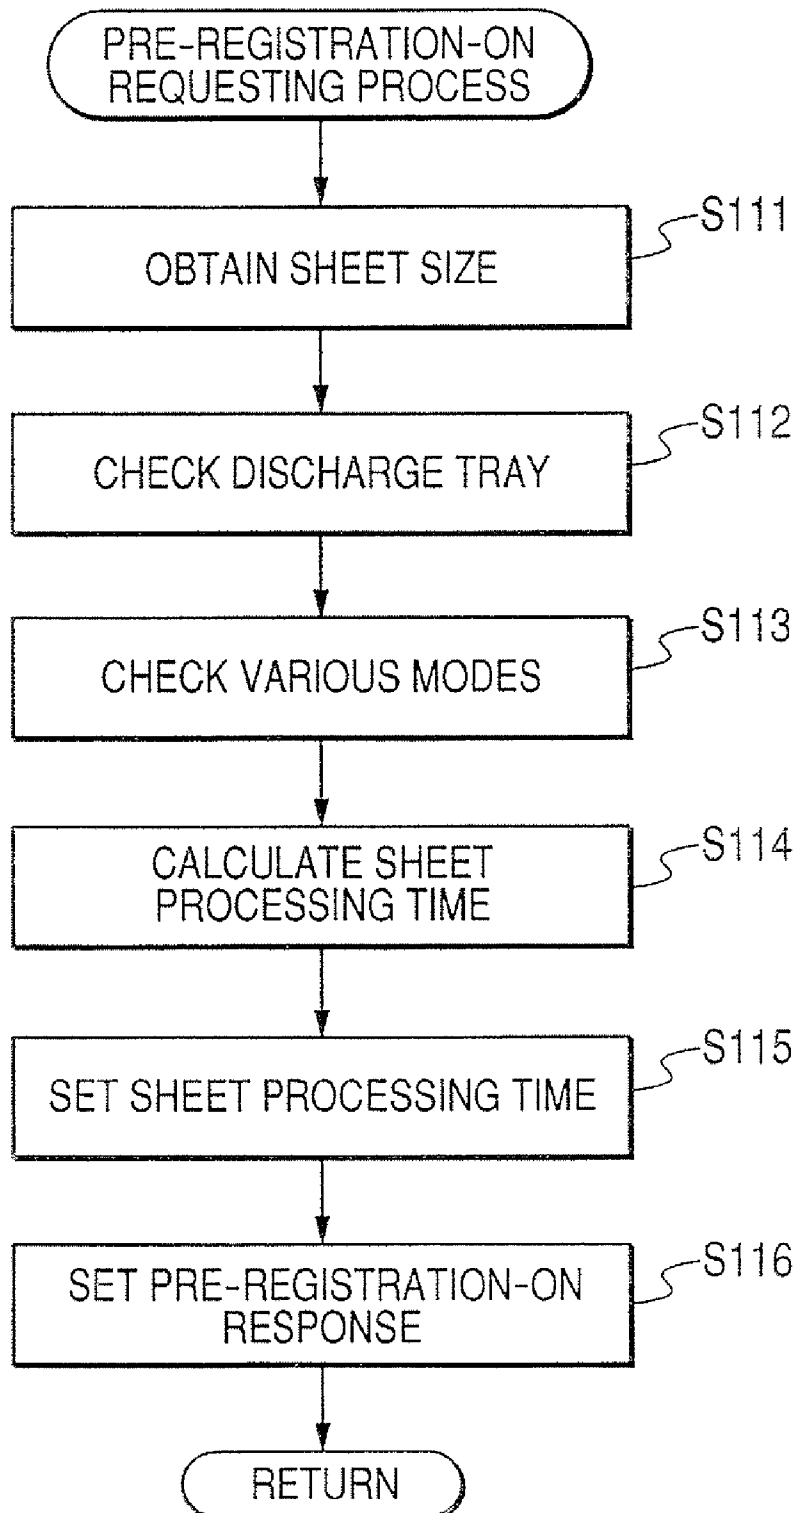 PRE-REGISTRATION-ON
REQUESTING PROCESS
S111
OBTAIN SHEET SIZE
S112
CHECK DISCHARGE TRAY
S113
CHECK VARIOUS MODES
S114
CALCULATE SHEET
PROCESSING TIME
S115
SET SHEET PROCESSING TIME
S116
SET PRE-REGISTRATION-ON
RESPONSE
RETURN